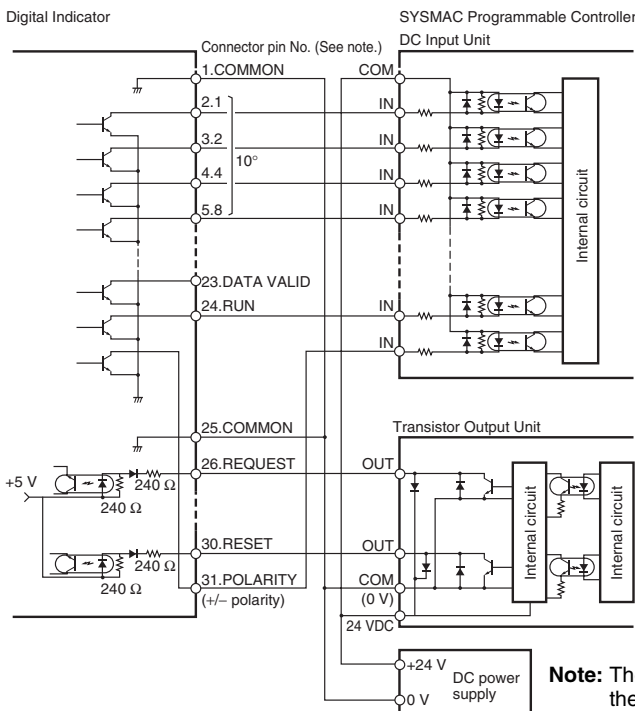 Digital Indicator
SYSMAC Programmable Controller
Connector pin No. (See note.)
DC Input Unit
1.COMMON
COM
2.1
IN
3.2
IN
10°
4.4
IN
5.8
IN
Internal circuit
23.DATA VALID
24.RUN
IN
IN
25.COMMON
Transistor Output Unit
26.REQUEST
OUT
+5 V
240 Ω
240 Ω
Internal circuit
Internal circuit
30.RESET
OUT
240 Ω
240 Ω
31.POLARITY
(+/− polarity)
COM
(0 V)
24 VDC
+24 V
DC power
supply
0 V
Note: Th
the